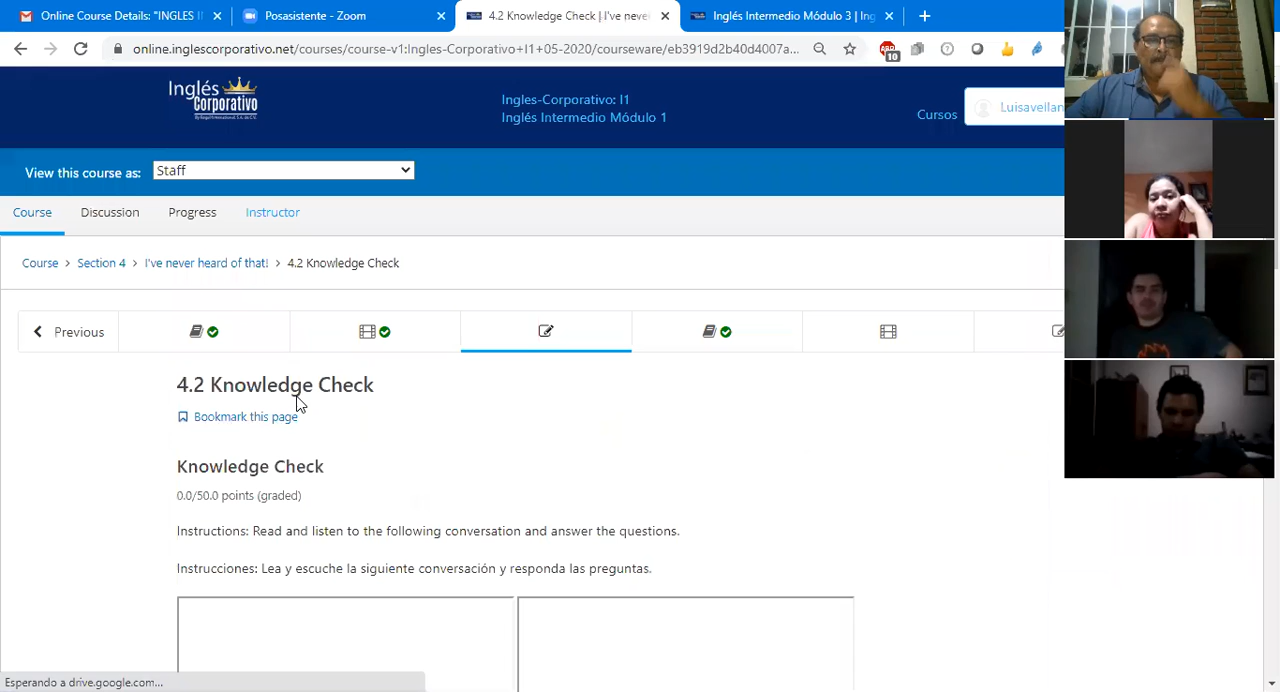 Online Course Details: "INGLES I
Posasistente - Zoom
4.2 Knowledge Check | I've never
Inglés Intermedio Módulo 3 | Ing
online.inglescorporativo.net/courses/course-v1:Ingles-Corporativo+I1+05-2020/courseware/eb3919d2b40d4007a...
10
Inglés
Corporativo
Ingles-Corporativo: I1
Inglés Intermedio Módulo 1
Cursos
Luisavellan
View this course as:
Staff
Course
Discussion
Progress
Instructor
Course > Section 4 > I've never heard of that! > 4.2 Knowledge Check
Previous
4.2 Knowledge Check
Bookmark this page
Knowledge Check
0.0/50.0 points (graded)
Instructions: Read and listen to the following conversation and answer the questions.
Instrucciones: Lea y escuche la siguiente conversación y responda las preguntas.
Esperando a drive.google.com...